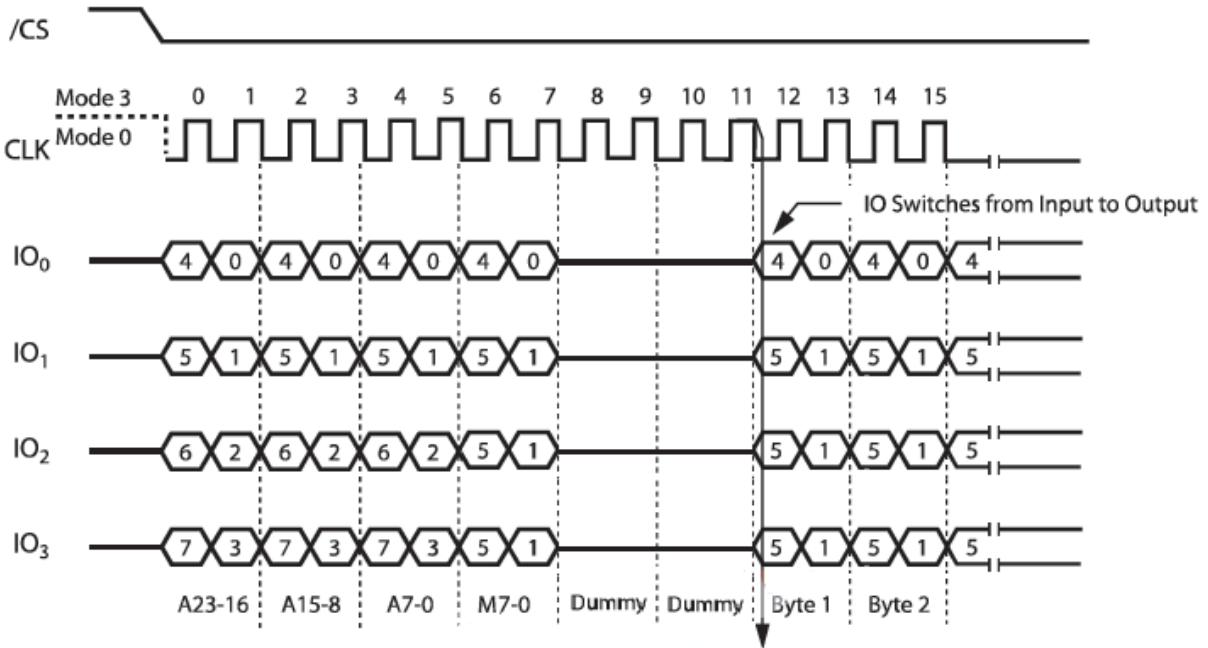 /CS
Mode 3
0 1 2 3 4 5 6 7 8 9 10 11 12 13 14 15
CLK Mode 0
IO Switches from Input to Output
IO0 4 0 4 0 4 0 4 0 4 0 4 0 4
IO1 5 1 5 1 5 1 5 1 5 1 5 1 5
IO2 6 2 6 2 6 2 5 1 5 1 5 1 5
IO3 7 3 7 3 7 3 5 1 5 1 5 1 5
A23-16 A15-8 A7-0 M7-0 Dummy Dummy Byte 1 Byte 2